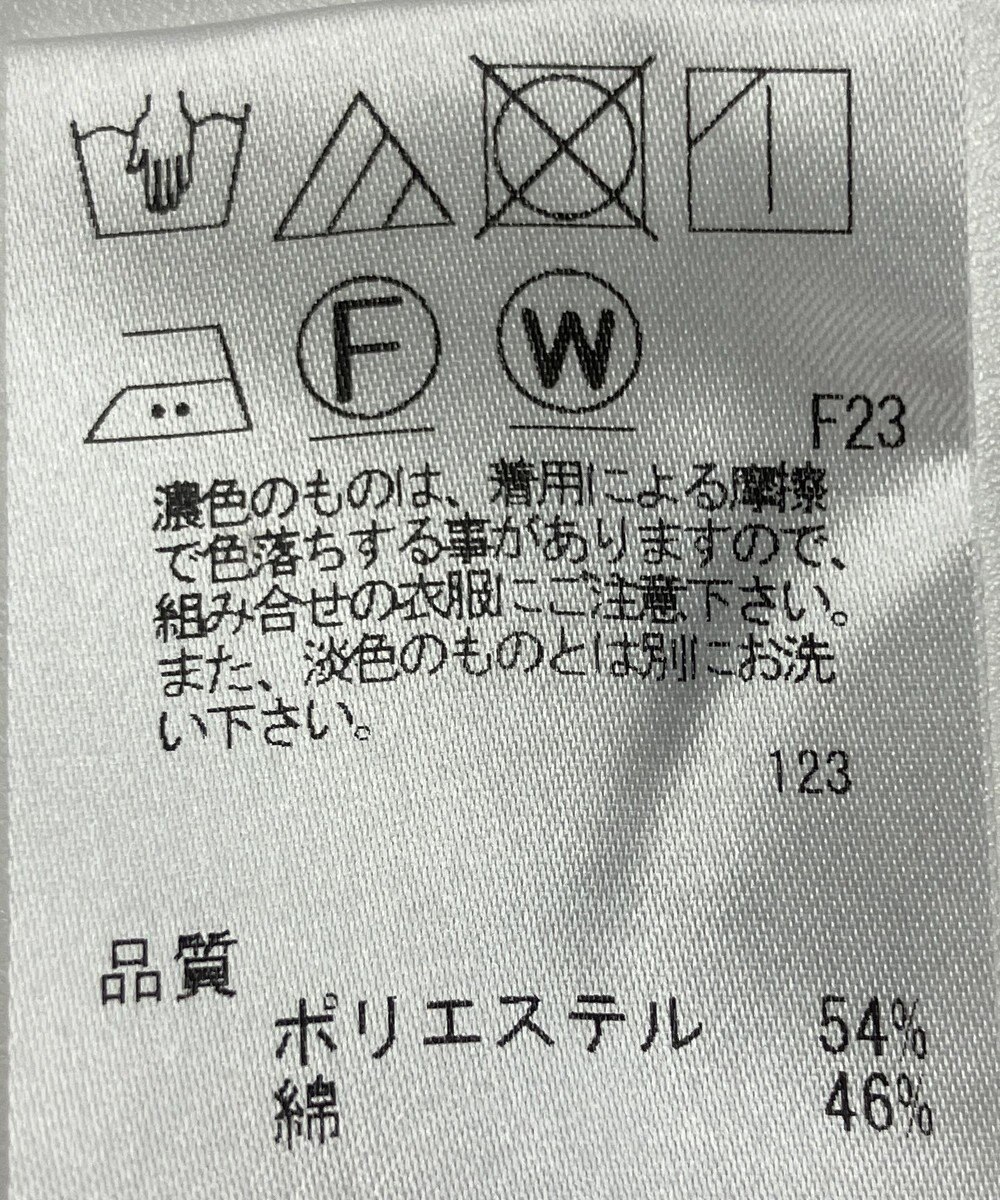 F
W
F23
濃色のものは、着用による摩擦
で色落ちする事がありますので、
組み合せの衣服にご注意下さい。
また、淡色のものとは別にお洗
い下さい。
123
品質
ポリエステル 54%
綿 46%